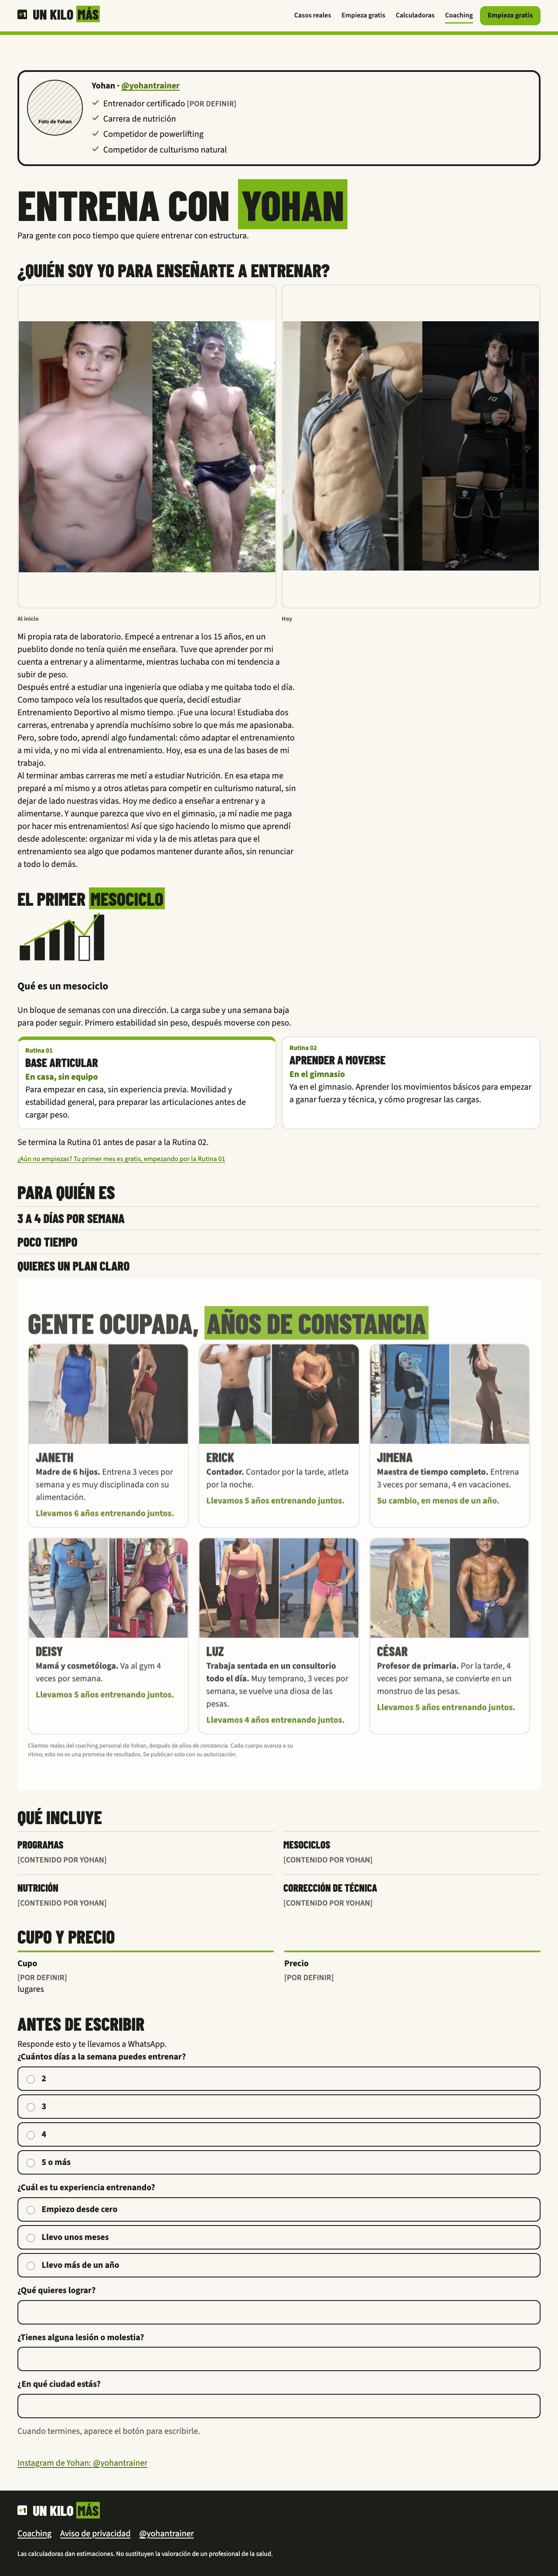 +1 UN KILO MÁS
Casos reales
Empieza gratis
Calculadoras
Coaching
Empieza gratis
Foto de Yohan
Yohan · @yohantrainer
Entrenador certificado [POR DEFINIR]
Carrera de nutrición
Competidor de powerlifting
Competidor de culturismo natural
ENTRENA CON YOHAN
Para gente con poco tiempo que quiere entrenar con estructura.
¿QUIÉN SOY YO PARA ENSEÑARTE A ENTRENAR?
Al inicio
Hoy
Mi propia rata de laboratorio. Empecé a entrenar a los 15 años, en un
pueblito donde no tenía quién me enseñara. Tuve que aprender por mi
cuenta a entrenar y a alimentarme, mientras luchaba con mi tendencia a
subir de peso.
Después entré a estudiar una ingeniería que odiaba y me quitaba todo el día.
Como tampoco veía los resultados que quería, decidí estudiar
Entrenamiento Deportivo al mismo tiempo. ¡Fue una locura! Estudiaba dos
carreras, entrenaba y aprendía muchísimo sobre lo que más me apasionaba.
Pero, sobre todo, aprendí algo fundamental: cómo adaptar el entrenamiento
a mi vida, y no mi vida al entrenamiento. Hoy, esa es una de las bases de mi
trabajo.
Al terminar ambas carreras me metí a estudiar Nutrición. En esa etapa me
preparé a mí mismo y a otros atletas para competir en culturismo natural, sin
dejar de lado nuestras vidas. Hoy me dedico a enseñar a entrenar y a
alimentarse. Y aunque parezca que vivo en el gimnasio, ¡a mí nadie me paga
por hacer mis entrenamientos! Así que sigo haciendo lo mismo que aprendí
desde adolescente: organizar mi vida y la de mis atletas para que el
entrenamiento sea algo que podamos mantener durante años, sin renunciar
a todo lo demás.
EL PRIMER MESOCICLO
Qué es un mesociclo
Un bloque de semanas con una dirección. La carga sube y una semana baja
para poder seguir. Primero estabilidad sin peso, después moverse con peso.
Rutina 01
BASE ARTICULAR
En casa, sin equipo
Para empezar en casa, sin experiencia previa. Movilidad y
estabilidad general, para preparar las articulaciones antes de
cargar peso.
Rutina 02
APRENDER A MOVERSE
En el gimnasio
Ya en el gimnasio. Aprender los movimientos básicos para empezar
a ganar fuerza y técnica, y cómo progresar las cargas.
Se termina la Rutina 01 antes de pasar a la Rutina 02.
¿Aún no empiezas? Tu primer mes es gratis, empezando por la Rutina 01
PARA QUIÉN ES
3 A 4 DÍAS POR SEMANA
POCO TIEMPO
QUIERES UN PLAN CLARO
GENTE OCUPADA, AÑOS DE CONSTANCIA
JANETH
Madre de 6 hijos. Entrena 3 veces por
semana y es muy disciplinada con su
alimentación.
Llevamos 6 años entrenando juntos.
ERICK
Contador. Contador por la tarde, atleta
por la noche.
Llevamos 5 años entrenando juntos.
JIMENA
Maestra de tiempo completo. Entrena
3 veces por semana, 4 en vacaciones.
Su cambio, en menos de un año.
DEISY
Mamá y cosmetóloga. Va al gym 4
veces por semana.
Llevamos 5 años entrenando juntos.
LUZ
Trabaja sentada en un consultorio
todo el día. Muy temprano, 3 veces por
semana, se vuelve una diosa de las
pesas.
Llevamos 4 años entrenando juntos.
CÉSAR
Profesor de primaria. Por la tarde, 4
veces por semana, se convierte en un
monstruo de las pesas.
Llevamos 5 años entrenando juntos.
Clientes reales del coaching personal de Yohan, después de años de constancia. Cada cuerpo avanza a su
ritmo; esto no es una promesa de resultados. Se publican solo con su autorización.
QUÉ INCLUYE
PROGRAMAS
[CONTENIDO POR YOHAN]
MESOCICLOS
[CONTENIDO POR YOHAN]
NUTRICIÓN
[CONTENIDO POR YOHAN]
CORRECCIÓN DE TÉCNICA
[CONTENIDO POR YOHAN]
CUPO Y PRECIO
Cupo
[POR DEFINIR]
lugares
Precio
[POR DEFINIR]
ANTES DE ESCRIBIR
Responde esto y te llevamos a WhatsApp.
¿Cuántos días a la semana puedes entrenar?
2
3
4
5 o más
¿Cuál es tu experiencia entrenando?
Empiezo desde cero
Llevo unos meses
Llevo más de un año
¿Qué quieres lograr?
¿Tienes alguna lesión o molestia?
¿En qué ciudad estás?
Cuando termines, aparece el botón para escribirle.
Instagram de Yohan: @yohantrainer
+1 UN KILO MÁS
Coaching
Aviso de privacidad
@yohantrainer
Las calculadoras dan estimaciones. No sustituyen la valoración de un profesional de la salud.